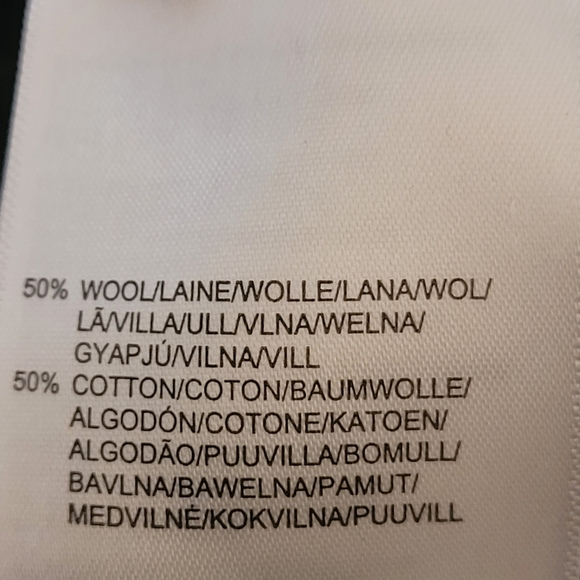 50% WOOL/LAINE/WOLLE/LANA/WOL/
LÃ/VILLA/ULL/VLNA/WELNA/
GYAPJÚ/VILNA/VILL
50% COTTON/COTON/BAUMWOLLE/
ALGODÓN/COTONE/KATOEN/
ALGODÃO/PUUVILLA/BOMULL/
BAVLNA/BAWELNA/PAMUT/
MEDVILNĖ/KOKVILNA/PUUVILL